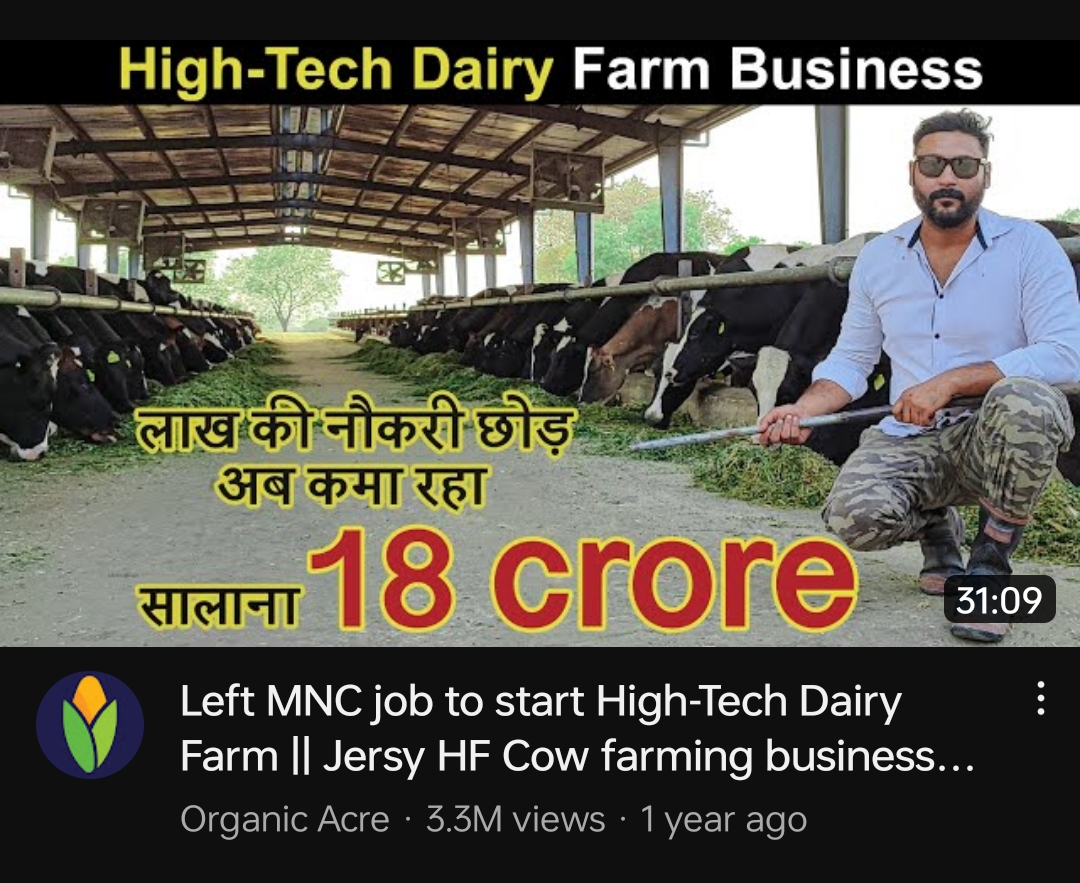 High-Tech Dairy Farm Business
लाख की नौकरी छोड़
अब कमा रहा
सालाना 18 crore
31:09
Left MNC job to start High-Tech Dairy
Farm || Jersy HF Cow farming business...
Organic Acre · 3.3M views · 1 year ago